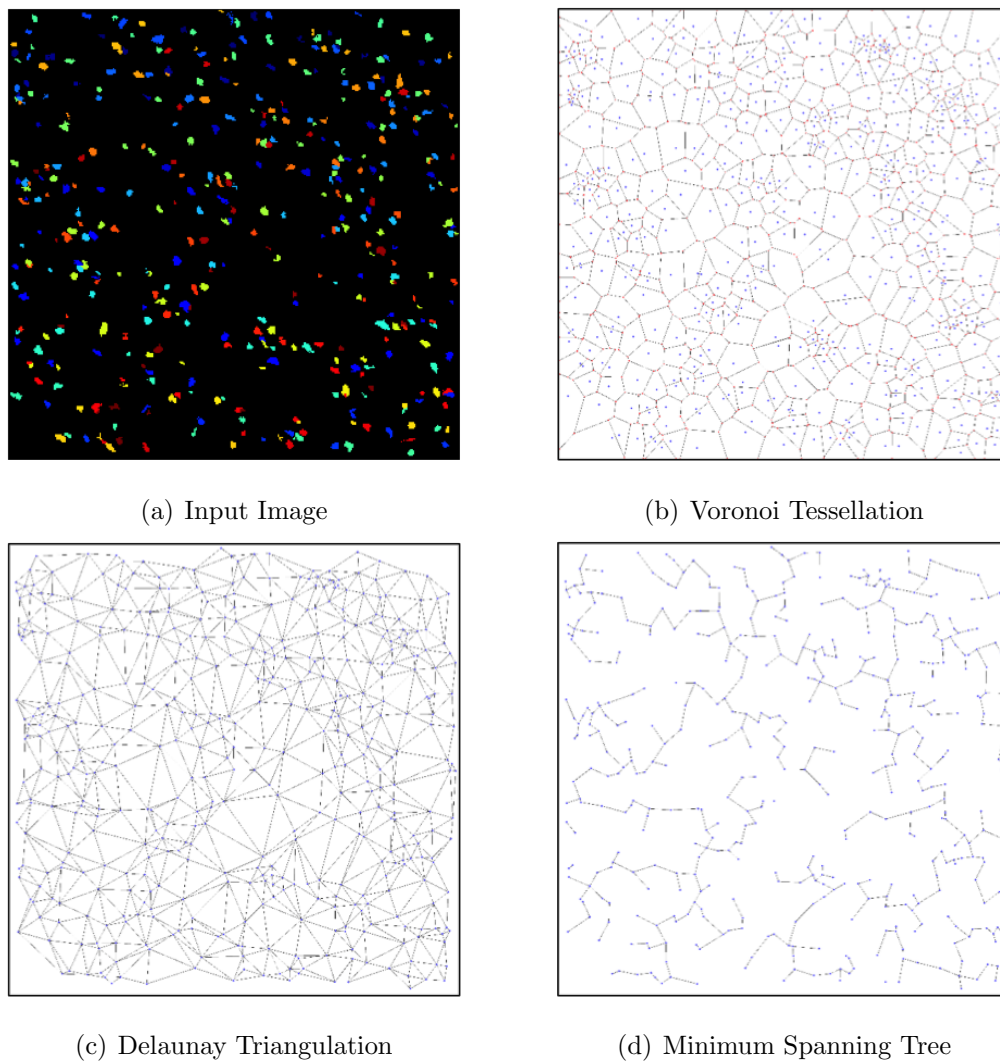 (a) Input Image
(b) Voronoi Tessellation
(c) Delaunay Triangulation
(d) Minimum Spanning Tree